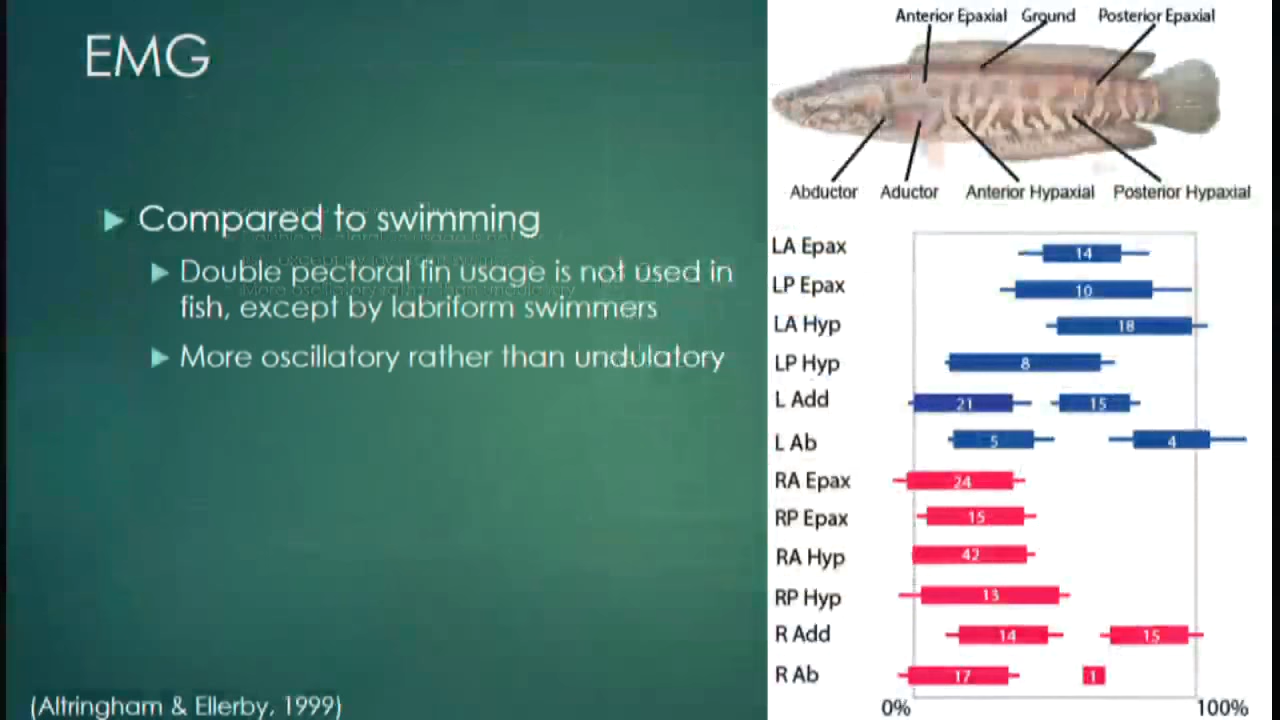 EMG
Compared to swimming
Double pectoral fin usage is not used in
fish, except by labriform swimmers
More oscillatory rather than undulatory
(Altringham & Ellerby, 1999)
Anterior Epaxial Ground Posterior Epaxial
Abductor Aductor Anterior Hypaxial Posterior Hypaxial
LA Epax 14
LP Epax 10
LA Hyp 18
LP Hyp 8
L Add 21 15
L Ab 5 4
RA Epax 24
RP Epax 15
RA Hyp 42
RP Hyp 13
R Add 14 15
R Ab 17 1
0% 100%